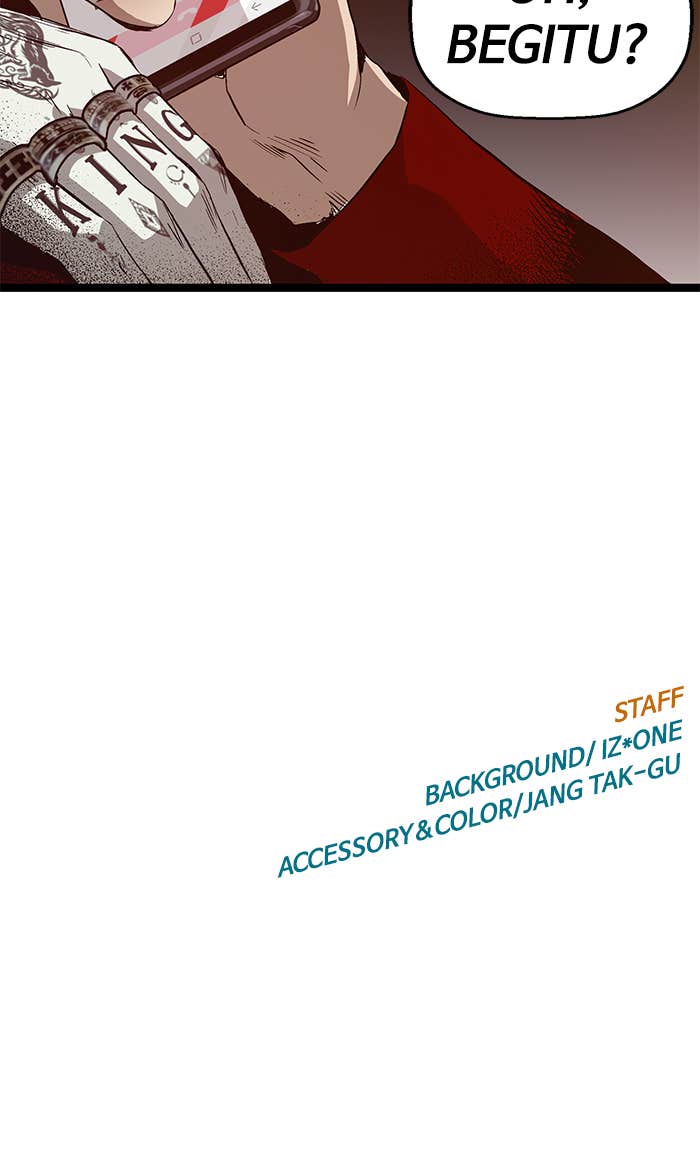 BEGITU?
KING
STAFF
BACKGROUND/ IZ*ONE
ACCESSORY&COLOR/JANG TAK-GU